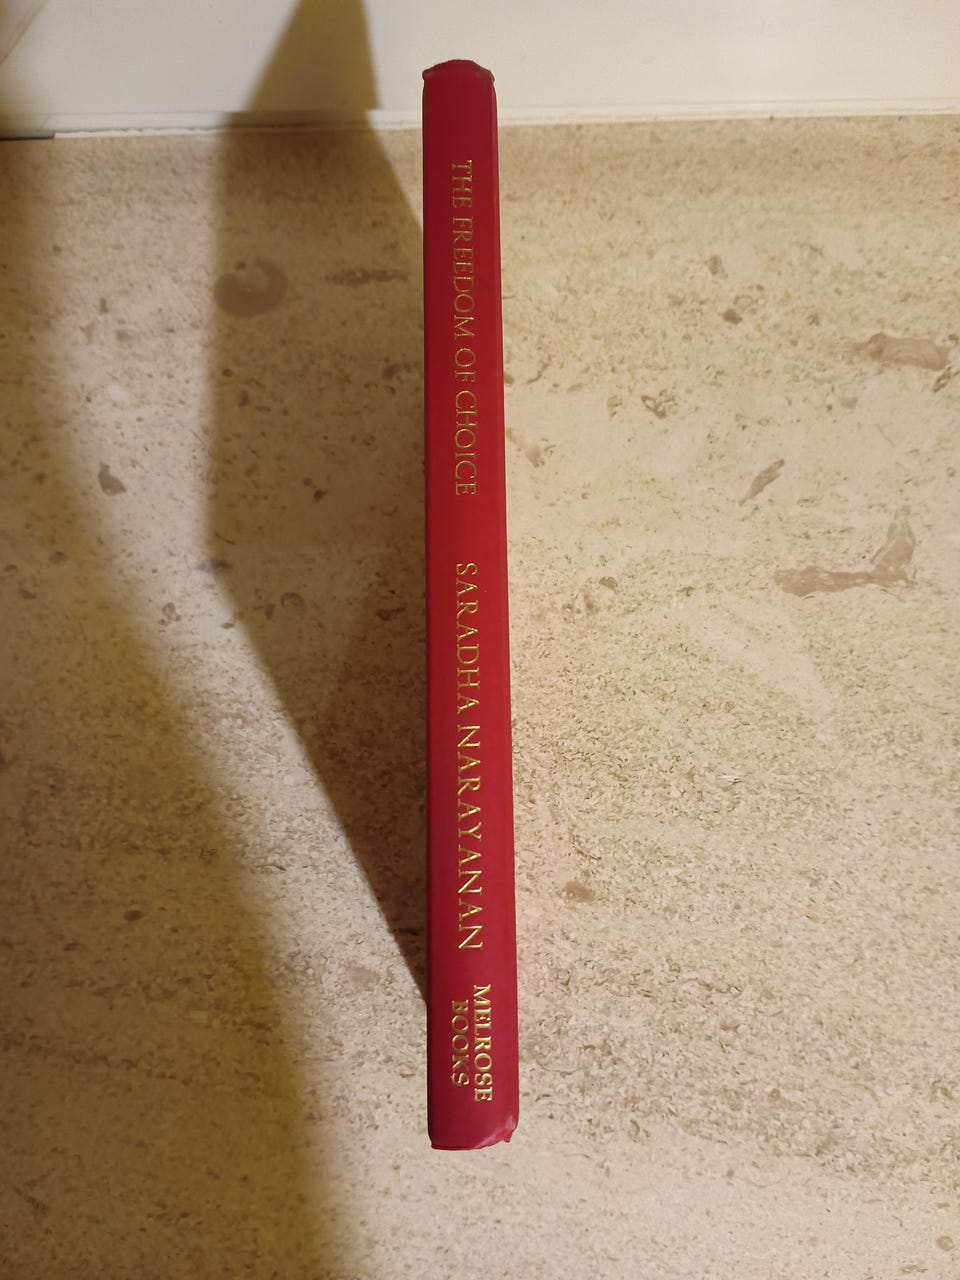 THE FREEDOM OF CHOICE
SARADHA NARAYANAN
MELROSE
BOOKS